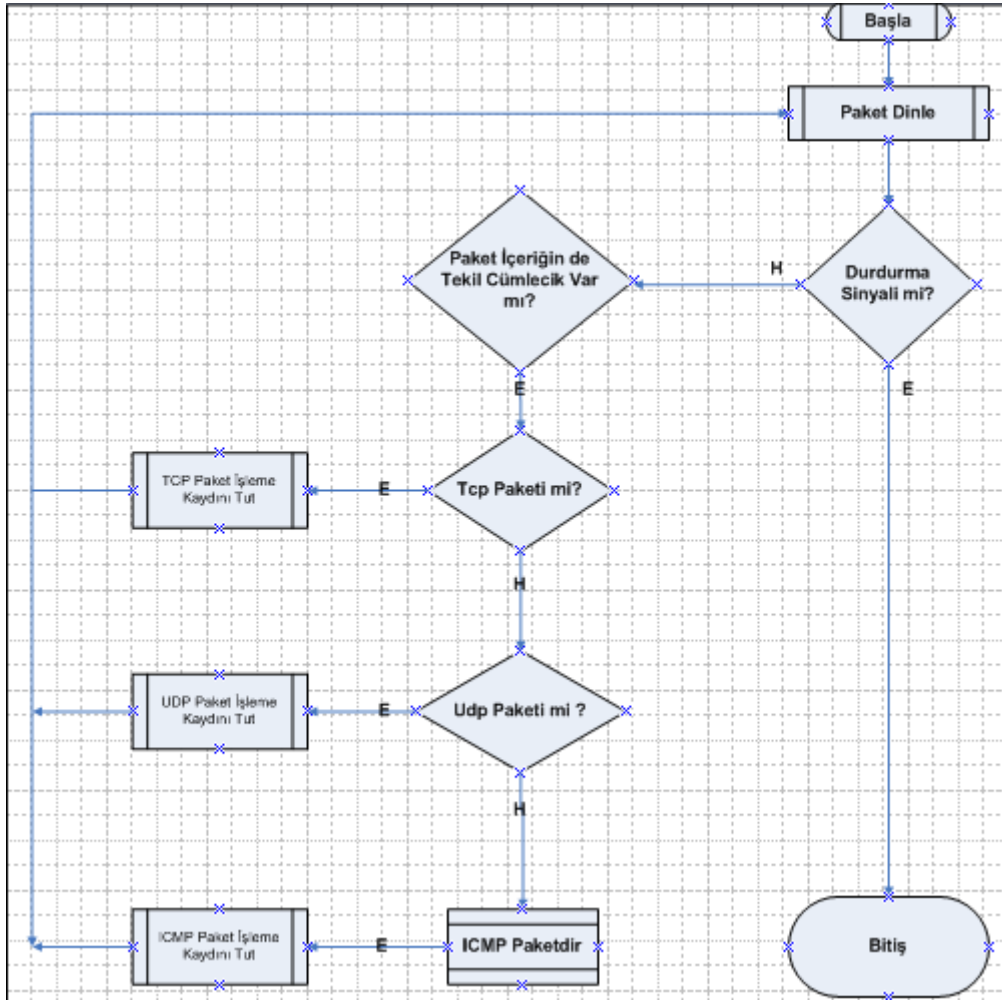 Başla
Paket Dinle
Paket İçeriğin de
Tekil Cümlecik Var
mı?
H
Durdurma
Sinyali mi?
E
E
TCP Paket İşleme
Kaydını Tut
E
Tcp Paketi mi?
H
UDP Paket İşleme
Kaydını Tut
E
Udp Paketi mi ?
H
ICMP Paket İşleme
Kaydını Tut
E
ICMP Paketdir
Bitiş